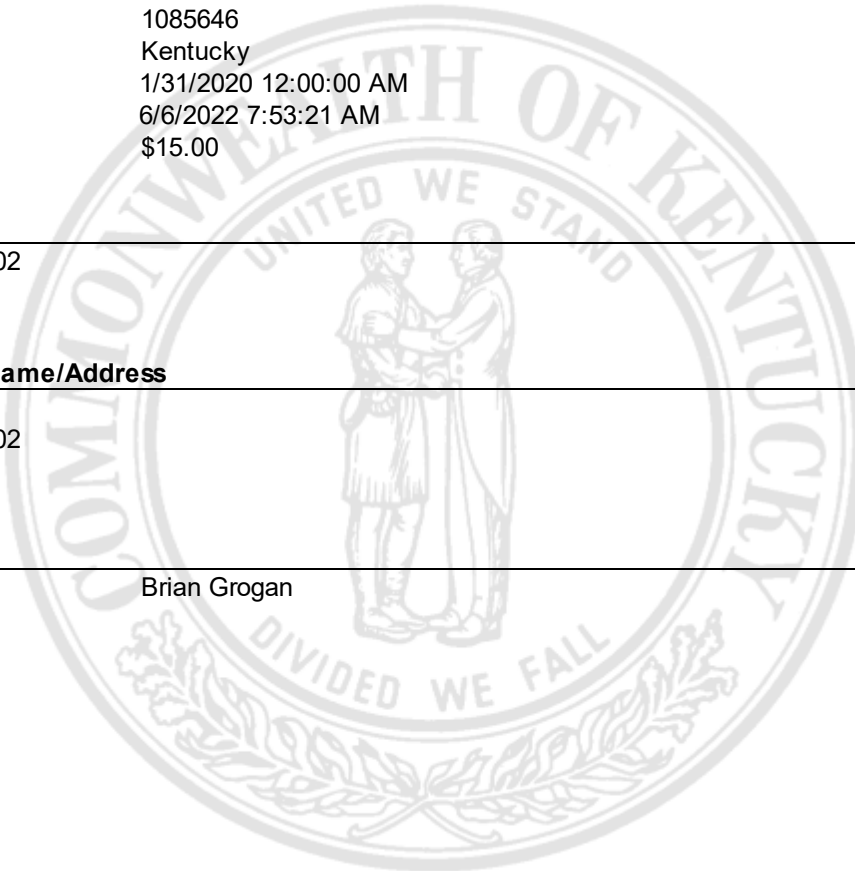 1085646
Kentucky
1/31/2020 12:00:00 AM
6/6/2022 7:53:21 AM
$15.00
02
ame/Address
02
Brian Grogan
COMMONWEALTH OF KENTUCKY
UNITED WE STAND
DIVIDED WE FALL